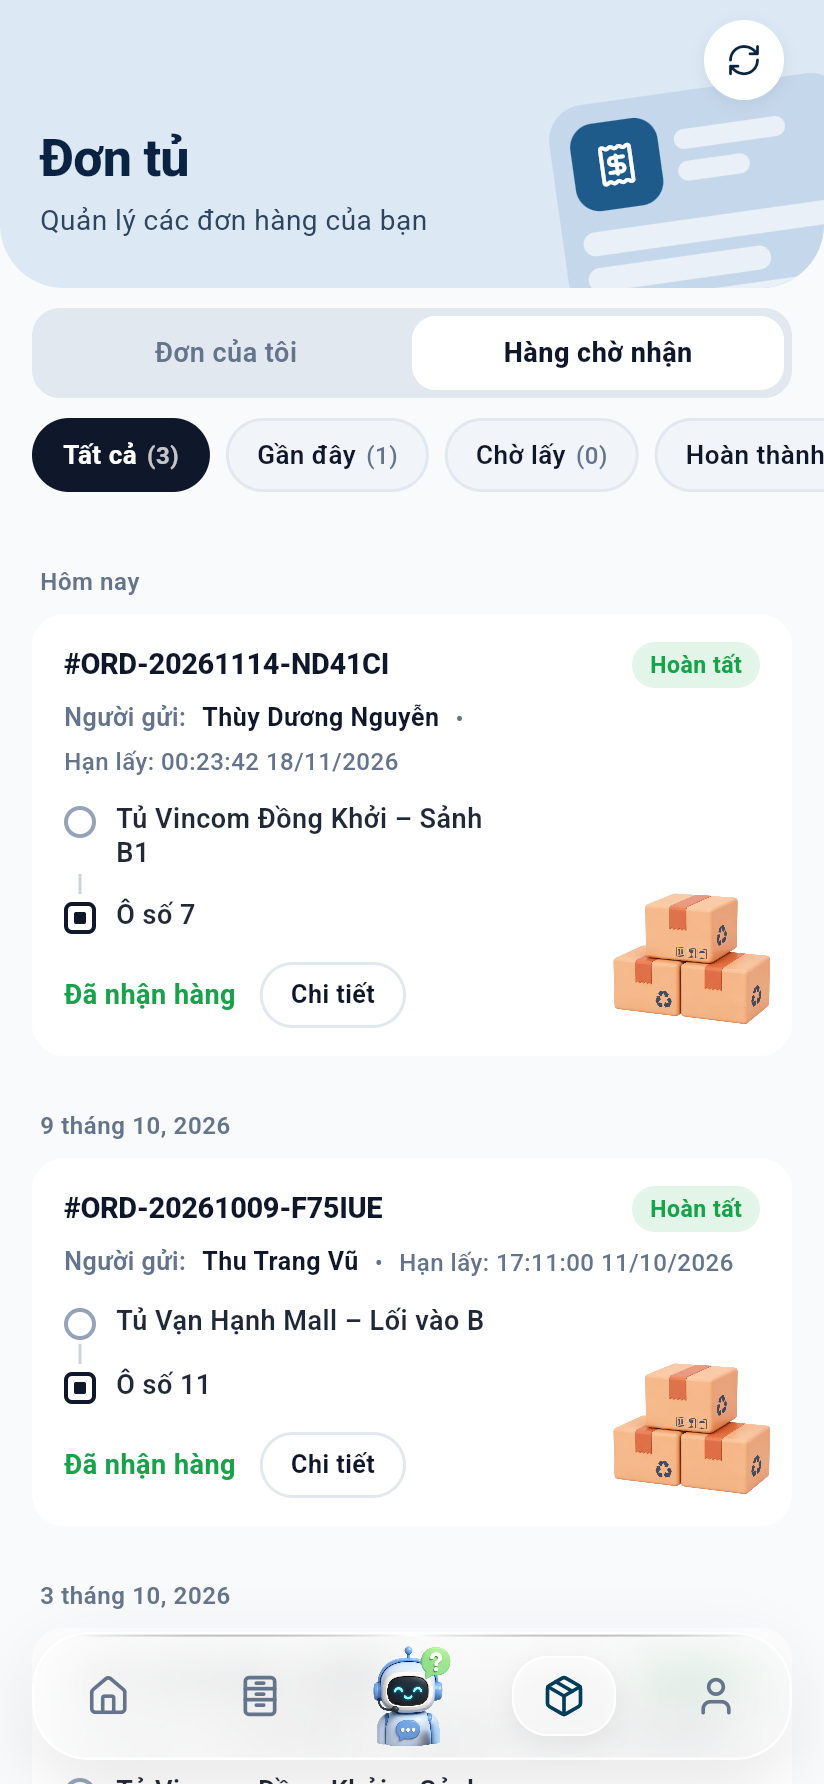 Đơn tủ
Quản lý các đơn hàng của bạn
Đơn của tôi
Hàng chờ nhận
Tất cả (3)
Gần đây (1)
Chờ lấy (0)
Hoàn thành
Hôm nay
#ORD-20261114-ND41CI
Hoàn tất
Người gửi: Thùy Dương Nguyễn •
Hạn lấy: 00:23:42 18/11/2026
Tủ Vincom Đồng Khởi – Sảnh
B1
Ô số 7
Đã nhận hàng
Chi tiết
9 tháng 10, 2026
#ORD-20261009-F75IUE
Hoàn tất
Người gửi: Thu Trang Vũ • Hạn lấy: 17:11:00 11/10/2026
Tủ Vạn Hạnh Mall – Lối vào B
Ô số 11
Đã nhận hàng
Chi tiết
3 tháng 10, 2026